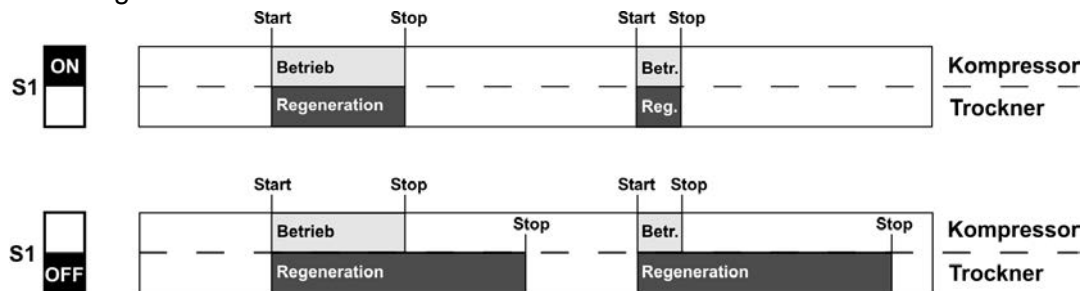 Start Stop Start Stop
ON Betrieb Betr. Kompressor
S1
Regeneration Reg. Trockner
Start Stop Start Stop
Stop Stop
Betrieb Betr. Kompressor
S1
OFF Regeneration Regeneration Trockner